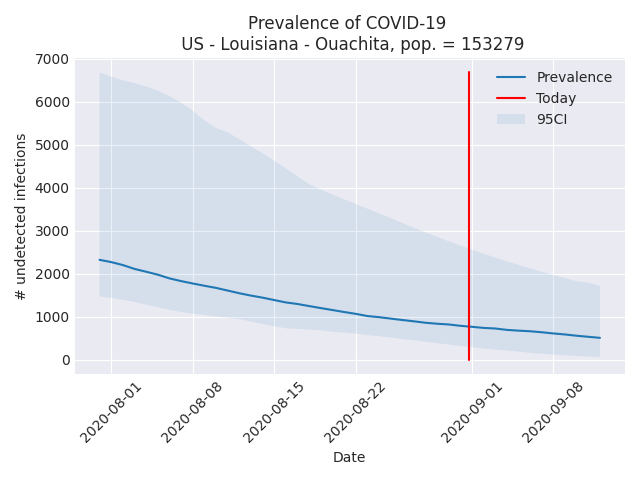 Prevalence of COVID-19
US - Louisiana - Ouachita, pop. = 153279
7000
6000
5000
4000
3000
2000
1000
0
# undetected infections
Prevalence
Today
95CI
2020-08-01
2020-08-08
2020-08-15
2020-08-22
2020-09-01
2020-09-08
Date